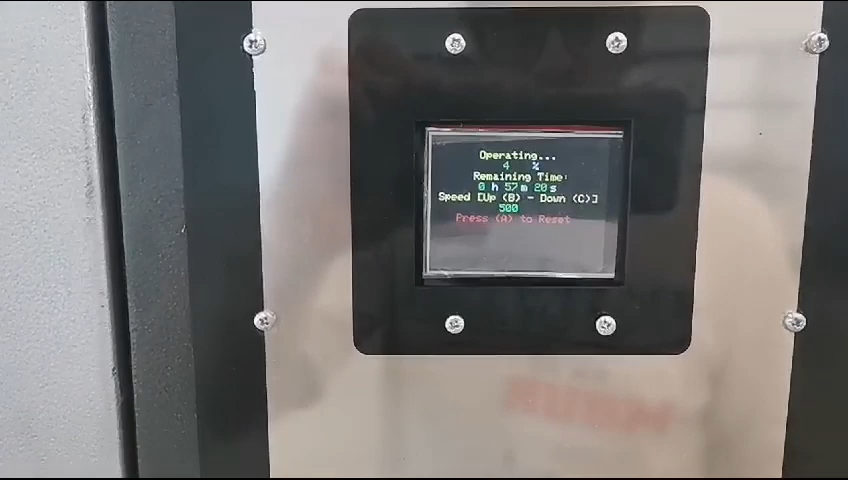 Operating...
4 %
Remaining Time:
0 h 57 m 20 s
Speed [Up (B) - Down (C)]
500
Press (A) to Reset